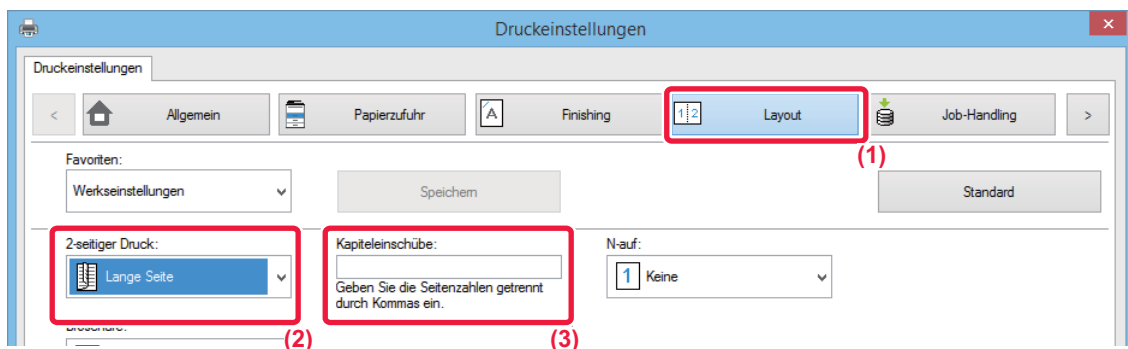 Druckeinstellungen
×
Druckeinstellungen
<
Allgemein
Papierzufuhr
A
Finishing
1 2
Layout
Job-Handling
>
(1)
Favoriten:
Werkseinstellungen
Speichern
Standard
2-seitiger Druck:
Kapiteleinschübe:
N-auf:
Lange Seite
1
Keine
Geben Sie die Seitenzahlen getrennt
durch Kommas ein.
(2)
(3)